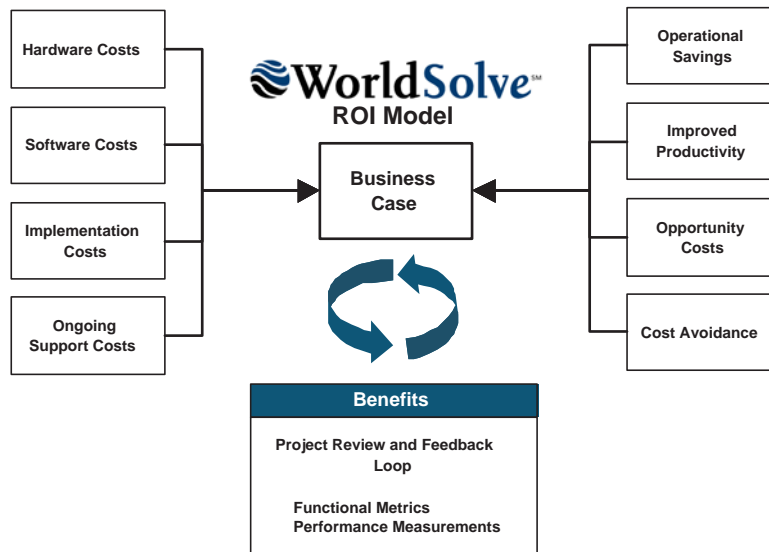 Hardware Costs
Software Costs
Implementation
Costs
Ongoing
Support Costs
WorldSolve℠
ROI Model
Business
Case
Operational
Savings
Improved
Productivity
Opportunity
Costs
Cost Avoidance
Benefits
Project Review and Feedback
Loop
Functional Metrics
Performance Measurements